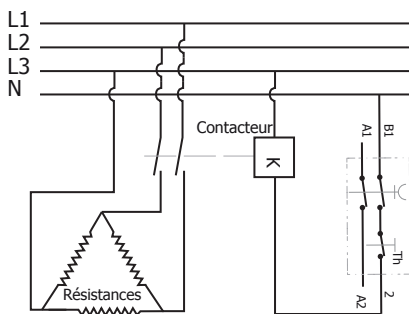 L1
L2
L3
N
Contacteur
K
A1
B1
Th
Résistances
A2
2